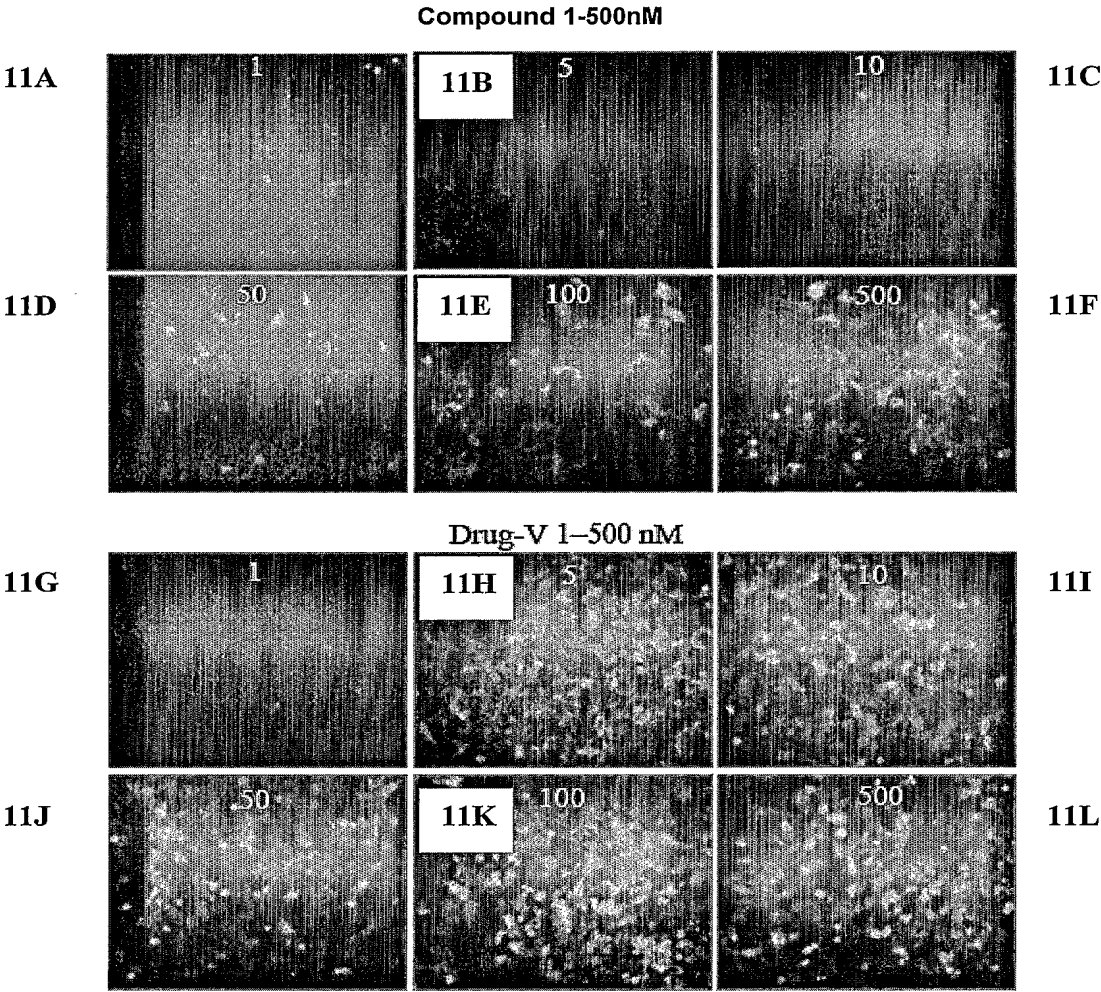 Compound 1-500nM
11A 1 11B 5 10 11C
11D 50 11E 100 500 11F
Drug-V 1–500 nM
11G 1 11H 5 10 11I
11J 50 11K 100 500 11L